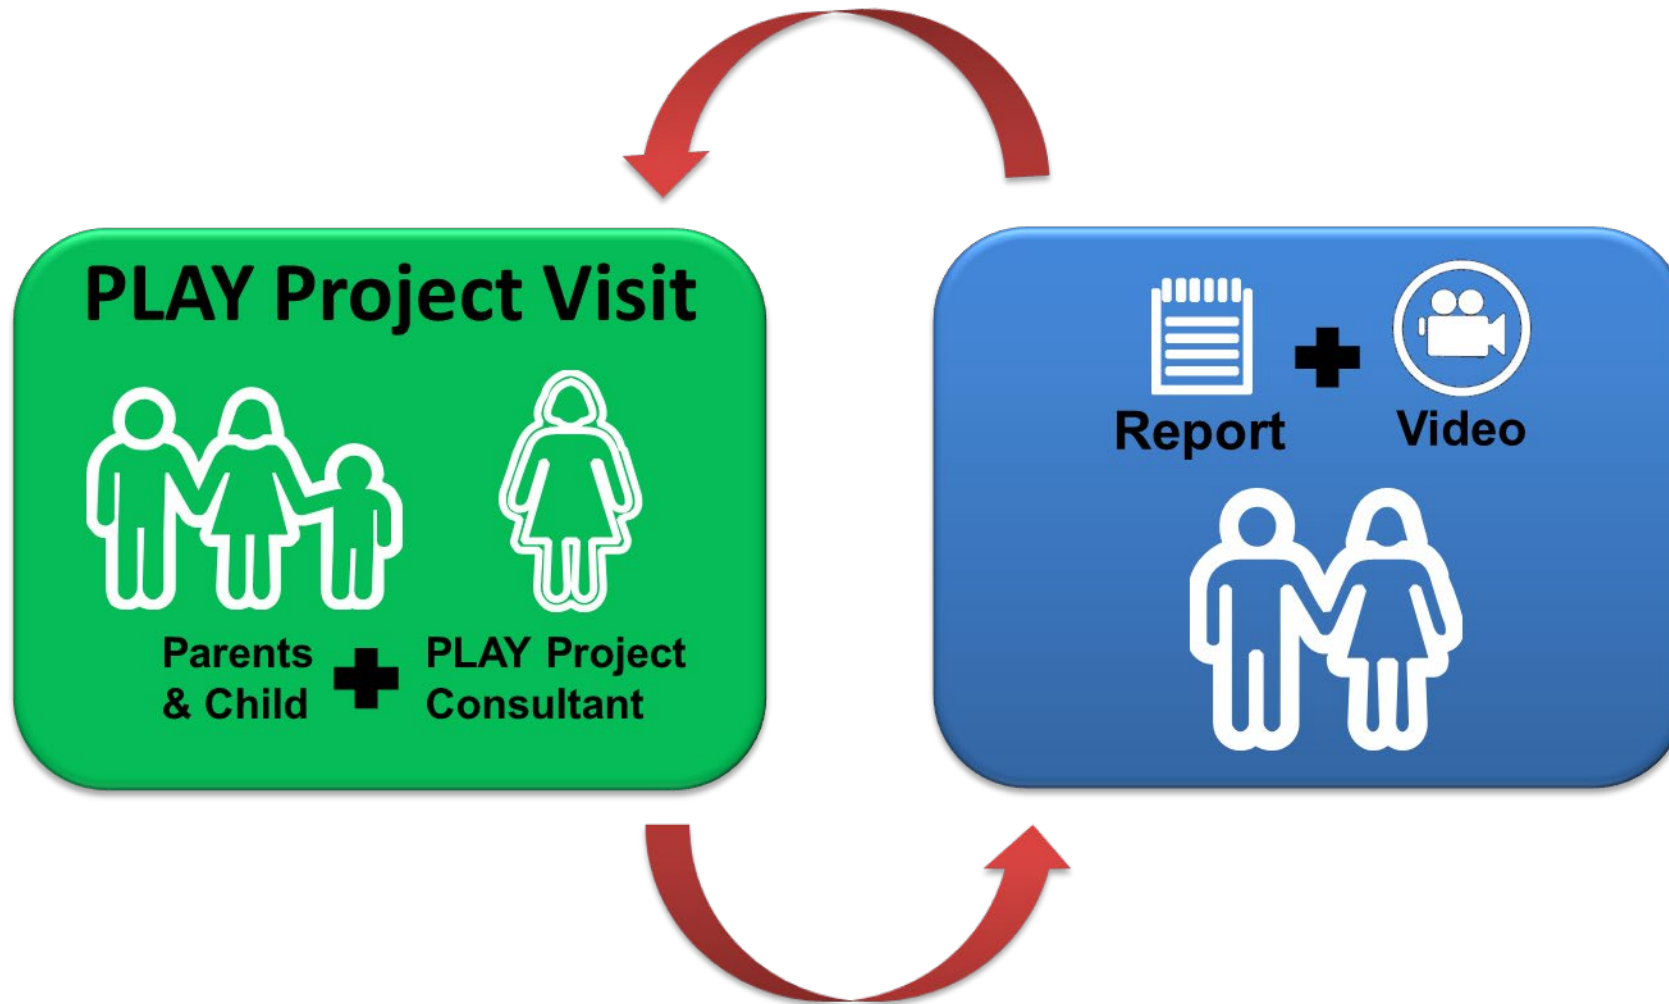 PLAY Project Visit
Parents
& Child
PLAY Project
Consultant
Report
Video